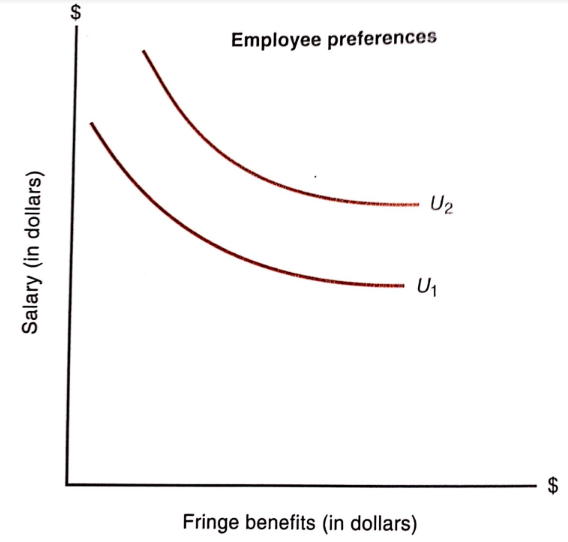 $
Employee preferences
Salary (in dollars)
U2
U1
$
Fringe benefits (in dollars)